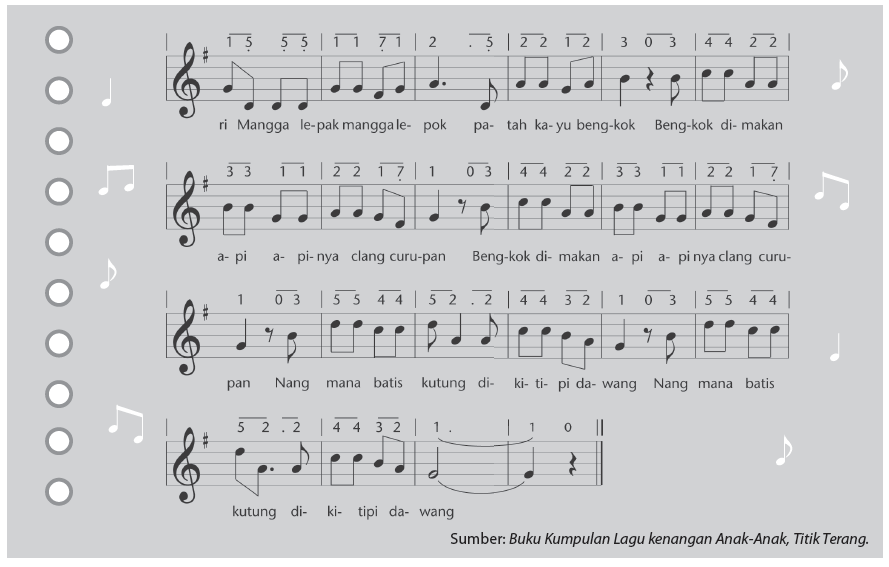 | 1 5̣ 5̣ 5̣ | 1 1 7̣ 1 | 2 . 5̣ | 2 2 1 2 | 3 0 3 | 4 4 2 2 |
ri Mangga le-pak mangga le- pok pa- tah ka- yu beng-kok Beng-kok di- makan
| 3 3 1 1 | 2 2 1 7̣ | 1 0 3 | 4 4 2 2 | 3 3 1 1 | 2 2 1 7̣ |
a- pi a- pi- nya clang curu-pan Beng-kok di- makan a- pi a- pi nya clang curu-
1 0 3 | 5 5 4 4 | 5 2 . 2 | 4 4 3 2 | 1 0 3 | 5 5 4 4 |
pan Nang mana batis kutung di- ki- ti- pi da- wang Nang mana batis
5 2 . 2 | 4 4 3 2 | 1 . | 1 0 ||
kutung di- ki- tipi da- wang
Sumber: Buku Kumpulan Lagu kenangan Anak-Anak, Titik Terang.